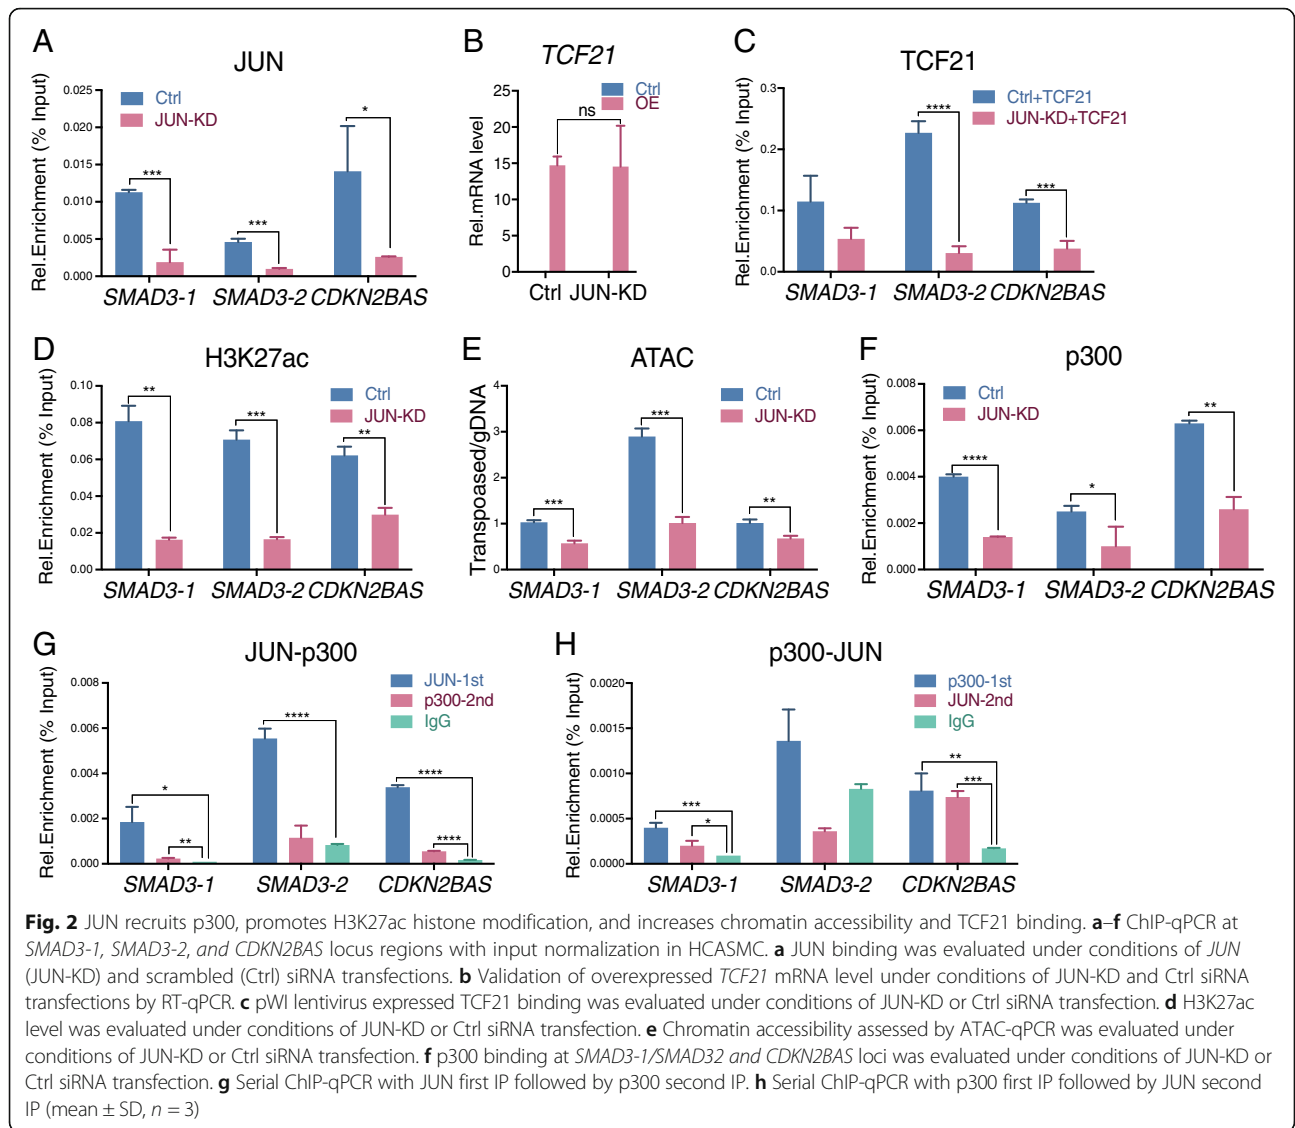 A
JUN
Rel.Enrichment (% Input)
0.025
0.020
0.015
0.010
0.005
0.000
Ctrl
JUN-KD
***
***
*
SMAD3-1 SMAD3-2 CDKN2BAS
B
TCF21
Rel.mRNA level
25
20
15
10
5
0
Ctrl
OE
ns
Ctrl JUN-KD
C
TCF21
Rel.Enrichment (% Input)
0.3
0.2
0.1
0.0
Ctrl+TCF21
JUN-KD+TCF21
****
***
SMAD3-1 SMAD3-2 CDKN2BAS
D
H3K27ac
Rel.Enrichment (% Input)
0.10
0.08
0.06
0.04
0.02
0.00
Ctrl
JUN-KD
**
***
**
SMAD3-1 SMAD3-2 CDKN2BAS
E
ATAC
Transpoased/gDNA
4
3
2
1
0
Ctrl
JUN-KD
***
***
**
SMAD3-1 SMAD3-2 CDKN2BAS
F
p300
Rel.Enrichment (% Input)
0.008
0.006
0.004
0.002
0.000
Ctrl
JUN-KD
****
*
**
SMAD3-1 SMAD3-2 CDKN2BAS
G
JUN-p300
Rel.Enrichment (% Input)
0.008
0.006
0.004
0.002
0.000
JUN-1st
p300-2nd
IgG
*
**
****
****
****
SMAD3-1 SMAD3-2 CDKN2BAS
H
p300-JUN
Rel.Enrichment (% Input)
0.0020
0.0015
0.0010
0.0005
0.0000
p300-1st
JUN-2nd
IgG
***
*
**
***
SMAD3-1 SMAD3-2 CDKN2BAS
Fig. 2 JUN recruits p300, promotes H3K27ac histone modification, and increases chromatin accessibility and TCF21 binding. a–f ChIP-qPCR at
SMAD3-1, SMAD3-2, and CDKN2BAS locus regions with input normalization in HCASMC. a JUN binding was evaluated under conditions of JUN
(JUN-KD) and scrambled (Ctrl) siRNA transfections. b Validation of overexpressed TCF21 mRNA level under conditions of JUN-KD and Ctrl siRNA
transfections by RT-qPCR. c pWI lentivirus expressed TCF21 binding was evaluated under conditions of JUN-KD or Ctrl siRNA transfection. d H3K27ac
level was evaluated under conditions of JUN-KD or Ctrl siRNA transfection. e Chromatin accessibility assessed by ATAC-qPCR was evaluated under
conditions of JUN-KD or Ctrl siRNA transfection. f p300 binding at SMAD3-1/SMAD32 and CDKN2BAS loci was evaluated under conditions of JUN-KD or
Ctrl siRNA transfection. g Serial ChIP-qPCR with JUN first IP followed by p300 second IP. h Serial ChIP-qPCR with p300 first IP followed by JUN second
IP (mean ± SD, n = 3)